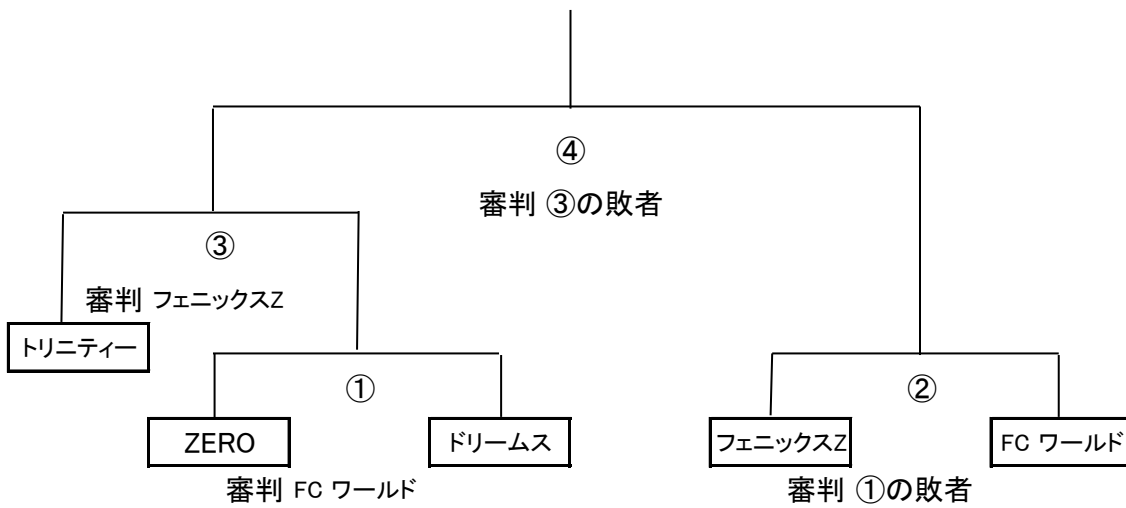 ④
審判 ③の敗者
③
審判 フェニックスZ
トリニティー
① ②
ZERO ドリームス フェニックスZ FC ワールド
審判 FC ワールド 審判 ①の敗者